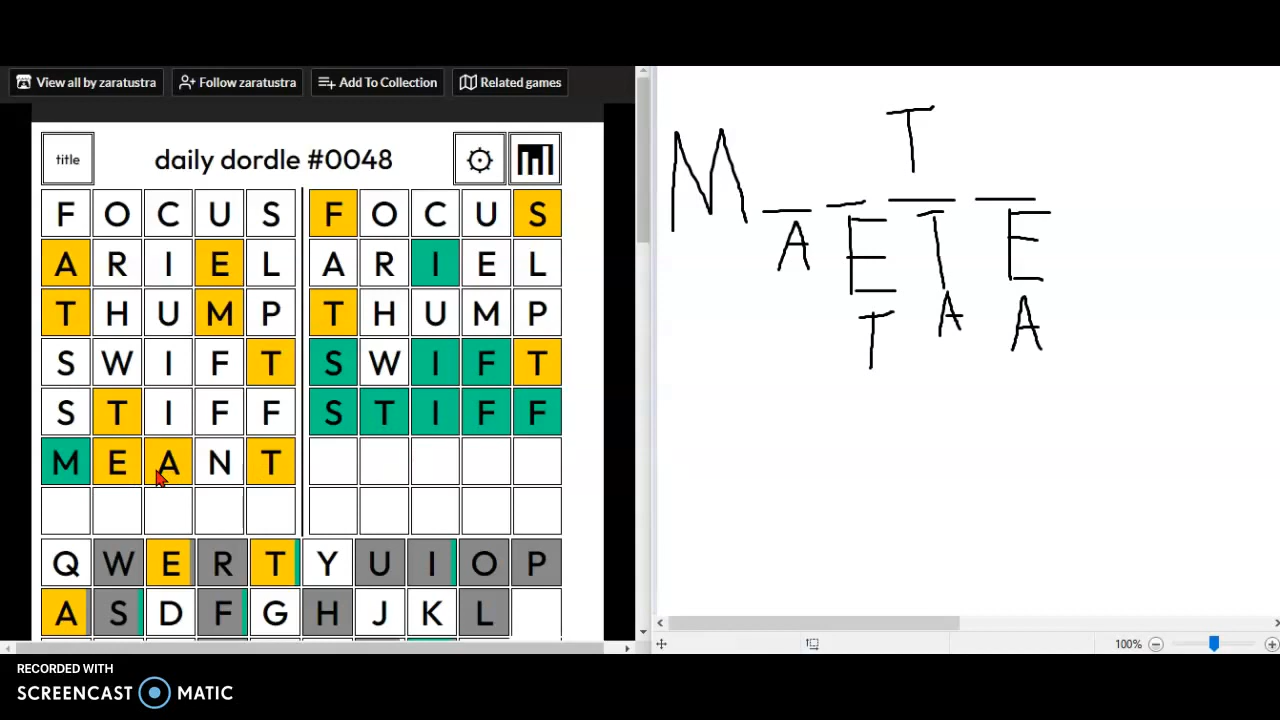 View all by zaratustra Follow zaratustra Add To Collection Related games
title daily dordle #0048
F O C U S F O C U S
A R I E L A R I E L
T H U M P T H U M P
S W I F T S W I F T
S T I F F S T I F F
M E A N T
Q W E R T Y U I O P
A S D F G H J K L
T
M
A E T E
T A A
100%
RECORDED WITH
SCREENCAST MATIC